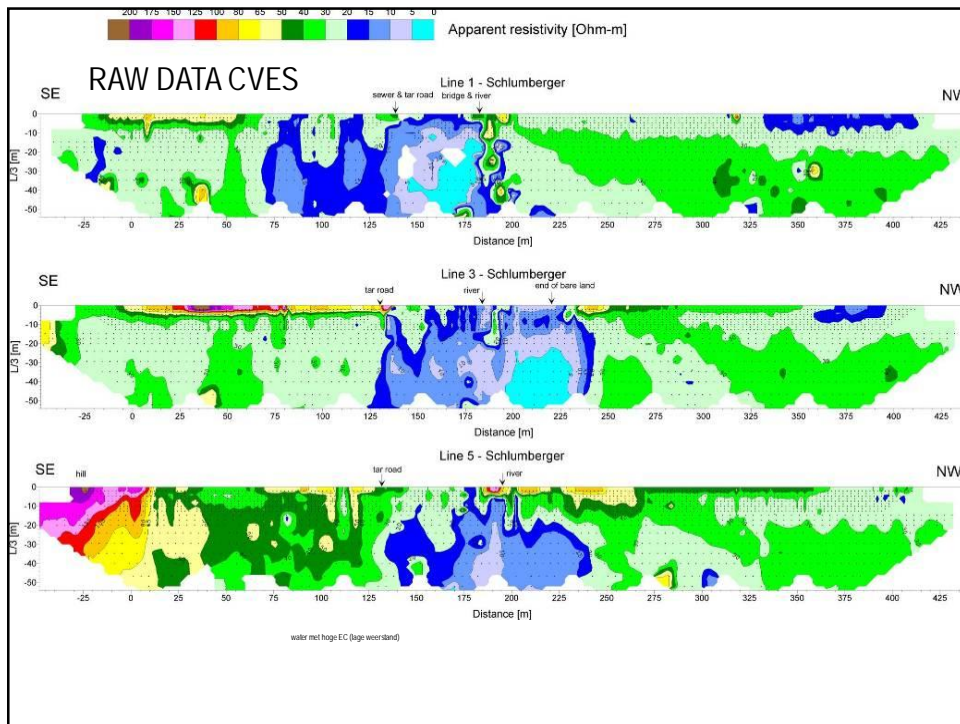 200 175 150 125 100 80 65 50 40 30 20 15 10 5 0
Apparent resistivity [Ohm-m]
RAW DATA CVES
SE
Line 1 - Schlumberger
NW
sewer & tar road
bridge & river
0
-10
-20
-30
-40
-50
L/3 [m]
-25 0 25 50 75 100 125 150 175 200 225 250 275 300 325 350 375 400 425
Distance [m]
SE
Line 3 - Schlumberger
NW
tar road
river
end of bare land
0
-10
-20
-30
-40
-50
L/3 [m]
-25 0 25 50 75 100 125 150 175 200 225 250 275 300 325 350 375 400 425
Distance [m]
SE
Line 5 - Schlumberger
NW
hill
tar road
river
0
-10
-20
-30
-40
-50
L/3 [m]
-25 0 25 50 75 100 125 150 175 200 225 250 275 300 325 350 375 400 425
Distance [m]
water met hoge EC (lage weerstand)